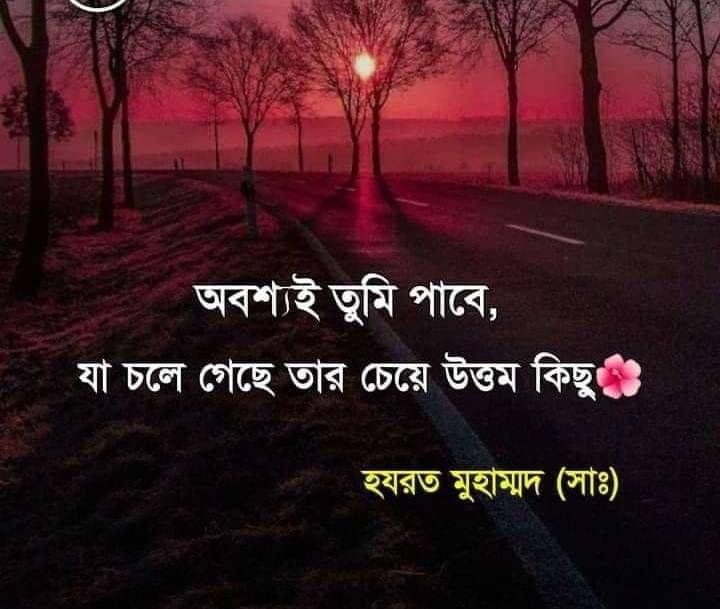 অবশ্যই তুমি পাবে,
যা চলে গেছে তার চেয়ে উত্তম কিছু🌺
হযরত মুহাম্মদ (সাঃ)